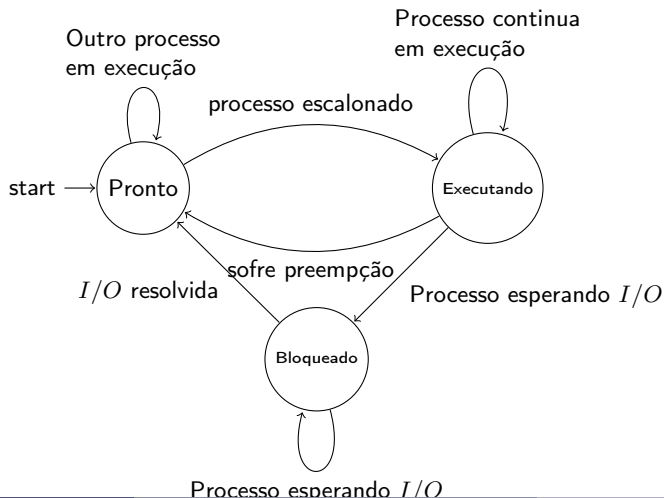 Processo continua
em execução
Outro processo
em execução
processo escalonado
start
Pronto
Executando
sofre preempção
I/O resolvida
Processo esperando I/O
Bloqueado
Processo esperando I/O